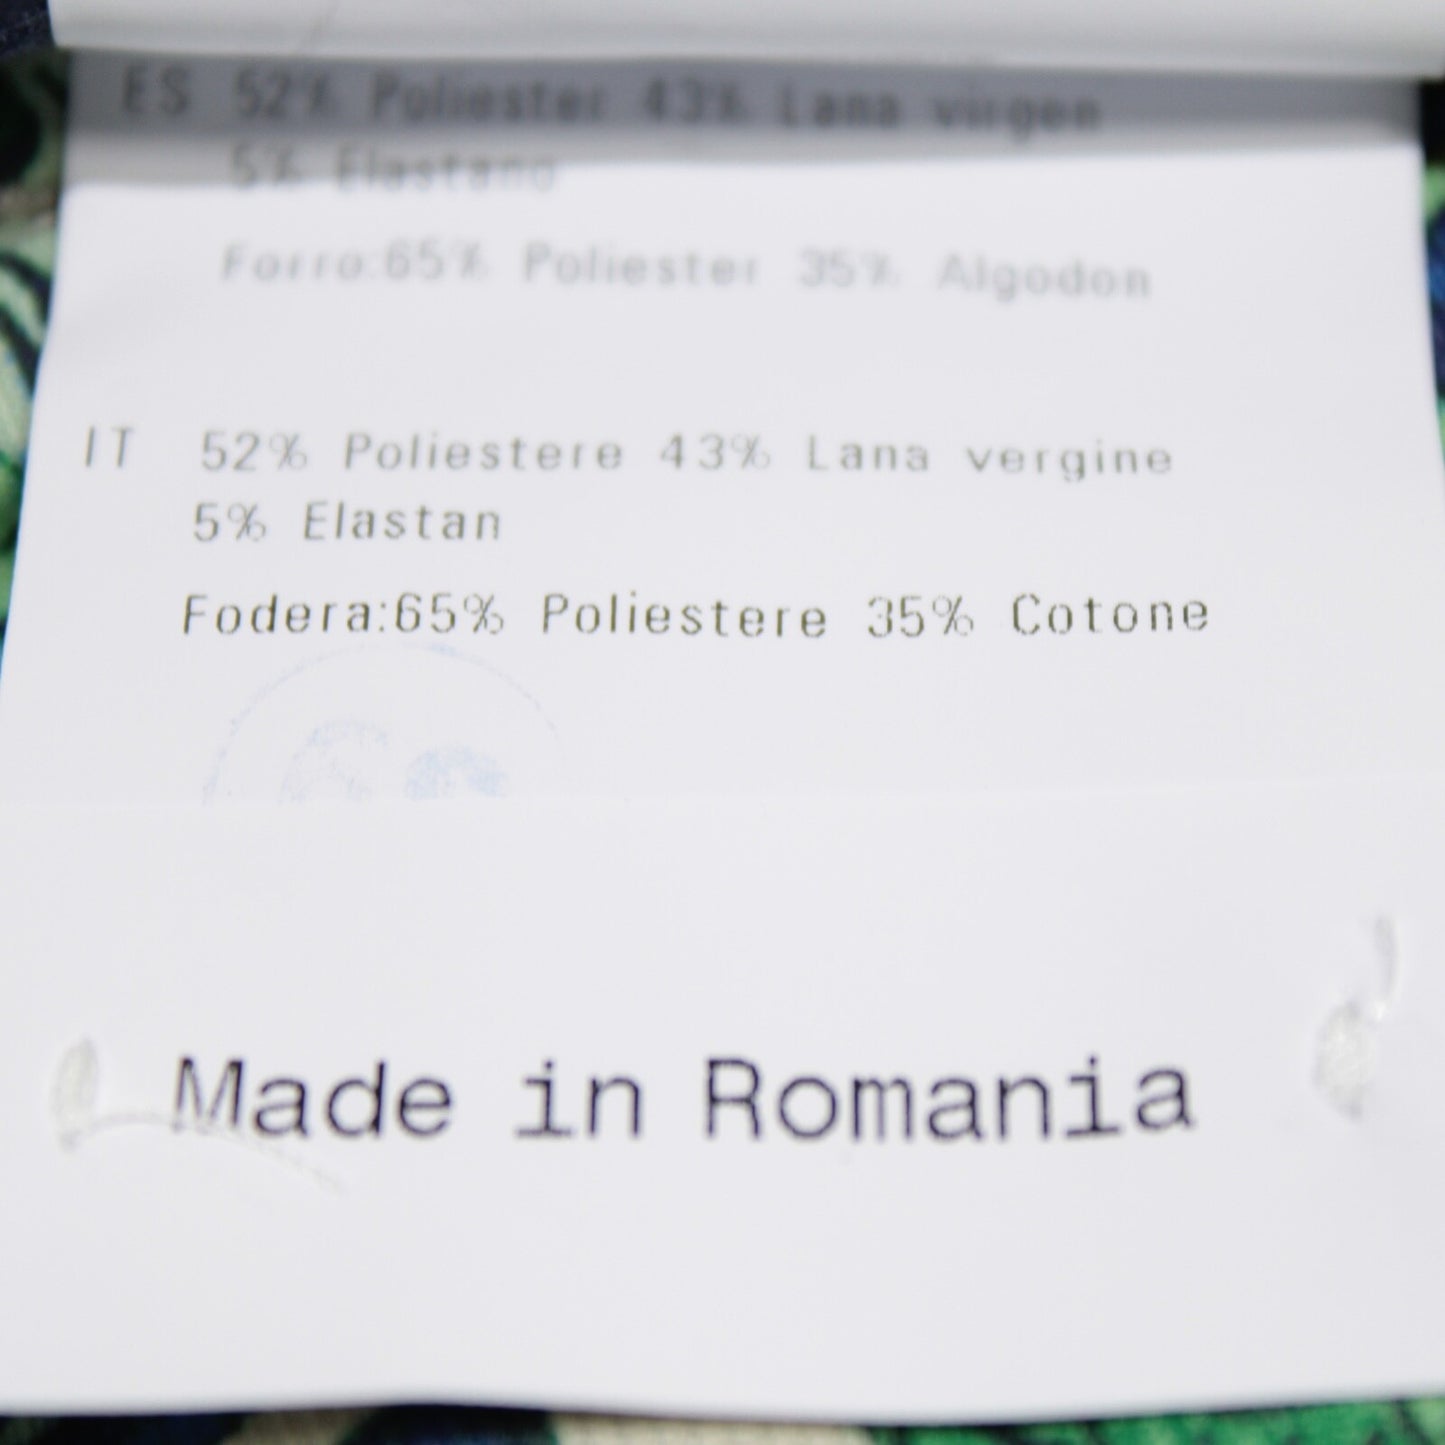 ES 52% Poliester 43% Lana virgen
5% Elastano
Forro:65% Poliester 35% Algodon
IT 52% Poliestere 43% Lana vergine
5% Elastan
Fodera:65% Poliestere 35% Cotone
Made in Romania